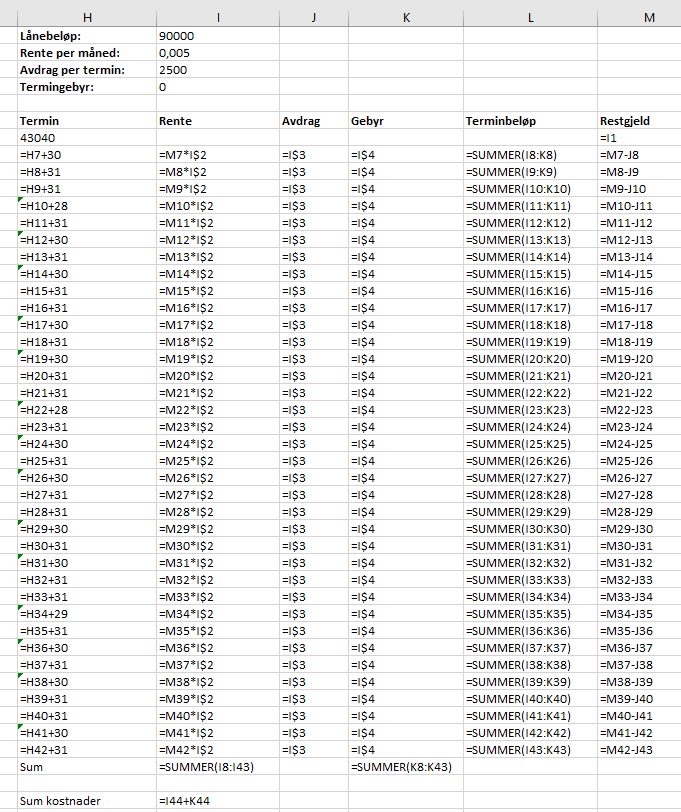 H I J K L M
Lånebeløp: 90000
Rente per måned: 0,005
Avdrag per termin: 2500
Termingebyr: 0
Termin Rente Avdrag Gebyr Terminbeløp Restgjeld
43040 =I1
=H7+30 =M7*I$2 =I$3 =I$4 =SUMMER(I8:K8) =M7-J8
=H8+31 =M8*I$2 =I$3 =I$4 =SUMMER(I9:K9) =M8-J9
=H9+31 =M9*I$2 =I$3 =I$4 =SUMMER(I10:K10) =M9-J10
=H10+28 =M10*I$2 =I$3 =I$4 =SUMMER(I11:K11) =M10-J11
=H11+31 =M11*I$2 =I$3 =I$4 =SUMMER(I12:K12) =M11-J12
=H12+30 =M12*I$2 =I$3 =I$4 =SUMMER(I13:K13) =M12-J13
=H13+31 =M13*I$2 =I$3 =I$4 =SUMMER(I14:K14) =M13-J14
=H14+30 =M14*I$2 =I$3 =I$4 =SUMMER(I15:K15) =M14-J15
=H15+31 =M15*I$2 =I$3 =I$4 =SUMMER(I16:K16) =M15-J16
=H16+31 =M16*I$2 =I$3 =I$4 =SUMMER(I17:K17) =M16-J17
=H17+30 =M17*I$2 =I$3 =I$4 =SUMMER(I18:K18) =M17-J18
=H18+31 =M18*I$2 =I$3 =I$4 =SUMMER(I19:K19) =M18-J19
=H19+30 =M19*I$2 =I$3 =I$4 =SUMMER(I20:K20) =M19-J20
=H20+31 =M20*I$2 =I$3 =I$4 =SUMMER(I21:K21) =M20-J21
=H21+31 =M21*I$2 =I$3 =I$4 =SUMMER(I22:K22) =M21-J22
=H22+28 =M22*I$2 =I$3 =I$4 =SUMMER(I23:K23) =M22-J23
=H23+31 =M23*I$2 =I$3 =I$4 =SUMMER(I24:K24) =M23-J24
=H24+30 =M24*I$2 =I$3 =I$4 =SUMMER(I25:K25) =M24-J25
=H25+31 =M25*I$2 =I$3 =I$4 =SUMMER(I26:K26) =M25-J26
=H26+30 =M26*I$2 =I$3 =I$4 =SUMMER(I27:K27) =M26-J27
=H27+31 =M27*I$2 =I$3 =I$4 =SUMMER(I28:K28) =M27-J28
=H28+31 =M28*I$2 =I$3 =I$4 =SUMMER(I29:K29) =M28-J29
=H29+30 =M29*I$2 =I$3 =I$4 =SUMMER(I30:K30) =M29-J30
=H30+31 =M30*I$2 =I$3 =I$4 =SUMMER(I31:K31) =M30-J31
=H31+30 =M31*I$2 =I$3 =I$4 =SUMMER(I32:K32) =M31-J32
=H32+31 =M32*I$2 =I$3 =I$4 =SUMMER(I33:K33) =M32-J33
=H33+31 =M33*I$2 =I$3 =I$4 =SUMMER(I34:K34) =M33-J34
=H34+29 =M34*I$2 =I$3 =I$4 =SUMMER(I35:K35) =M34-J35
=H35+31 =M35*I$2 =I$3 =I$4 =SUMMER(I36:K36) =M35-J36
=H36+30 =M36*I$2 =I$3 =I$4 =SUMMER(I37:K37) =M36-J37
=H37+31 =M37*I$2 =I$3 =I$4 =SUMMER(I38:K38) =M37-J38
=H38+30 =M38*I$2 =I$3 =I$4 =SUMMER(I39:K39) =M38-J39
=H39+31 =M39*I$2 =I$3 =I$4 =SUMMER(I40:K40) =M39-J40
=H40+31 =M40*I$2 =I$3 =I$4 =SUMMER(I41:K41) =M40-J41
=H41+30 =M41*I$2 =I$3 =I$4 =SUMMER(I42:K42) =M41-J42
=H42+31 =M42*I$2 =I$3 =I$4 =SUMMER(I43:K43) =M42-J43
Sum =SUMMER(I8:I43) =SUMMER(K8:K43)
Sum kostnader =I44+K44